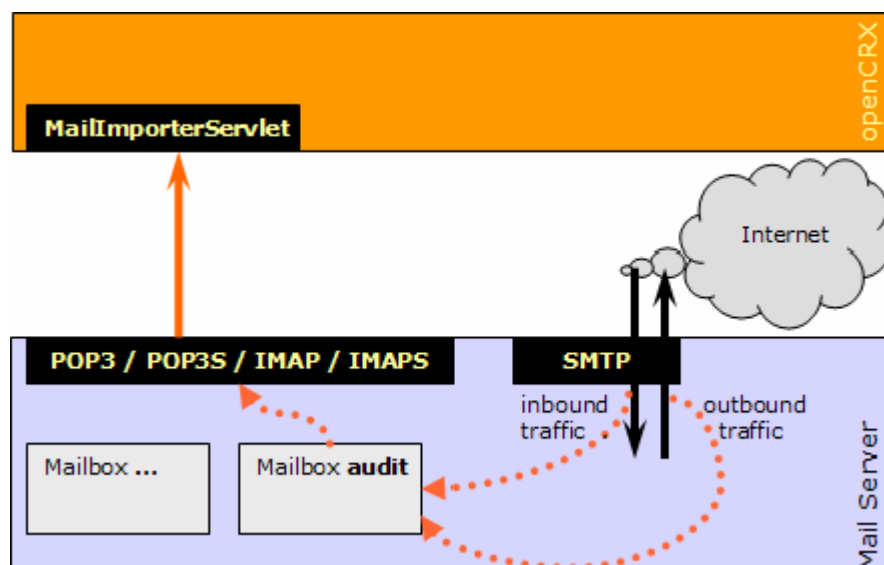 openCRX
MailImporterServlet
Internet
POP3 / POP3S / IMAP / IMAPS
SMTP
inbound
traffic
outbound
traffic
Mailbox ...
Mailbox audit
Mail Server